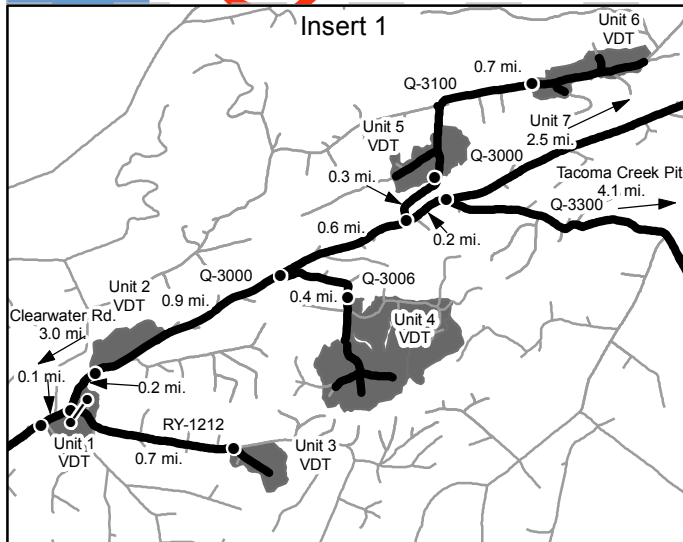 Insert 1
Unit 6
VDT
0.7 mi.
Q-3100
Unit 7
2.5 mi.
Unit 5
VDT
Q-3000
Tacoma Creek Pit
4.1 mi.
Q-3300
0.3 mi.
0.6 mi.
0.2 mi.
Q-3000
Q-3006
Unit 2
VDT
0.9 mi.
0.4 mi.
Clearwater Rd.
3.0 mi.
Unit 4
VDT
0.1 mi.
0.2 mi.
RY-1212
Unit 1
VDT
0.7 mi.
Unit 3
VDT